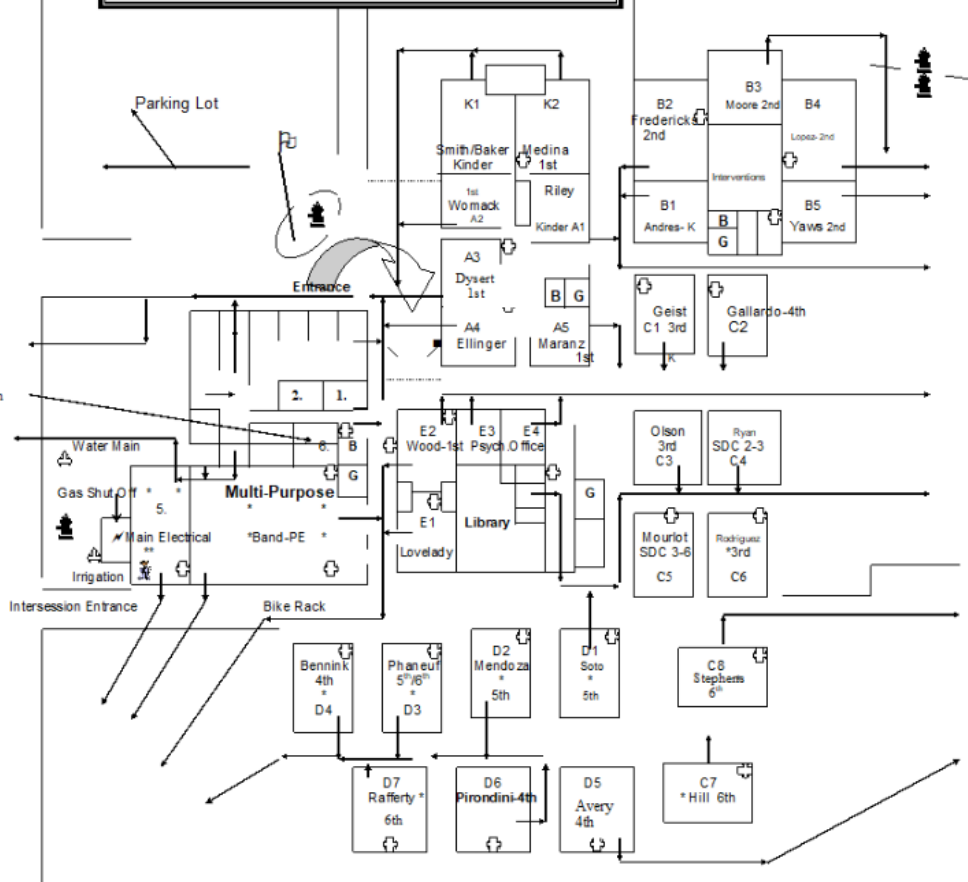 Parking Lot
K1
K2
Smith/Baker
Kinder
Medina
1st
1st
Womack
A2
Riley
Kinder A1
B2
Fredericks
2nd
B3
Moore 2nd
B4
Lopez- 2nd
Interventions
B1
Andres- K
B
G
B5
Yaws 2nd
Entrance
A3
Dysert
1st
B G
A4
Ellinger
A5
Maranz
1st
Geist
C1 3rd
K
Gallardo-4th
C2
2.
1.
6.
B
G
Water Main
Gas Shut Off * *
5.
Multi-Purpose
* *
Main Electrical
**
*Band-PE *
Irrigation
Intersession Entrance
Bike Rack
E2
Wood-1st
E3
Psych.
E4
Office
E1
Lovelady
Library
G
Olson
3rd
C3
Ryan
SDC 2-3
C4
Mourlot
SDC 3-6
C5
Rodriguez
*3rd
C6
Bennink
4th
*
D4
Phaneuf
5th/6th
*
D3
D2
Mendoza
*
5th
D1
Soto
*
5th
C8
Stephens
6th
D7
Rafferty *
6th
D6
Pirondini-4th
D5
Avery
4th
C7
* Hill 6th